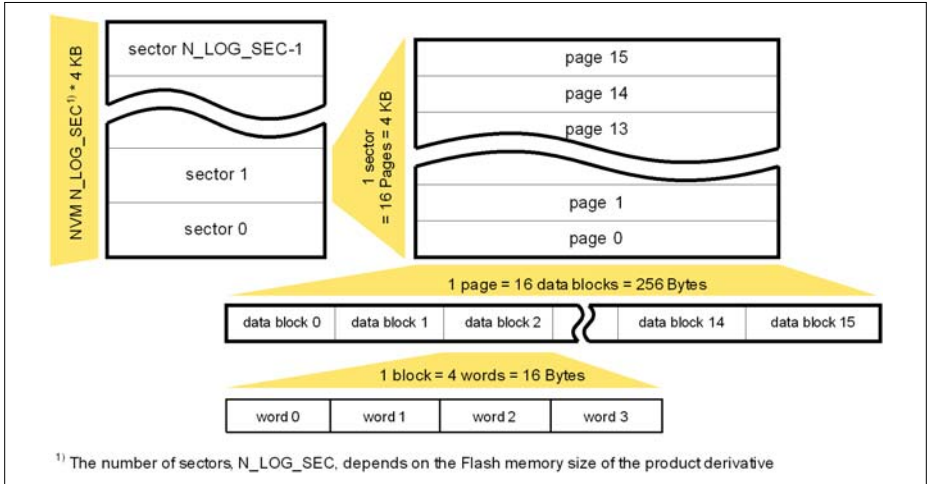 NVM N_LOG_SEC¹⁾ * 4 KB
sector N_LOG_SEC-1
sector 1
sector 0
1 sector
= 16 Pages = 4 KB
page 15
page 14
page 13
page 1
page 0
1 page = 16 data blocks = 256 Bytes
data block 0 data block 1 data block 2 data block 14 data block 15
1 block = 4 words = 16 Bytes
word 0 word 1 word 2 word 3
¹⁾ The number of sectors, N_LOG_SEC, depends on the Flash memory size of the product derivative